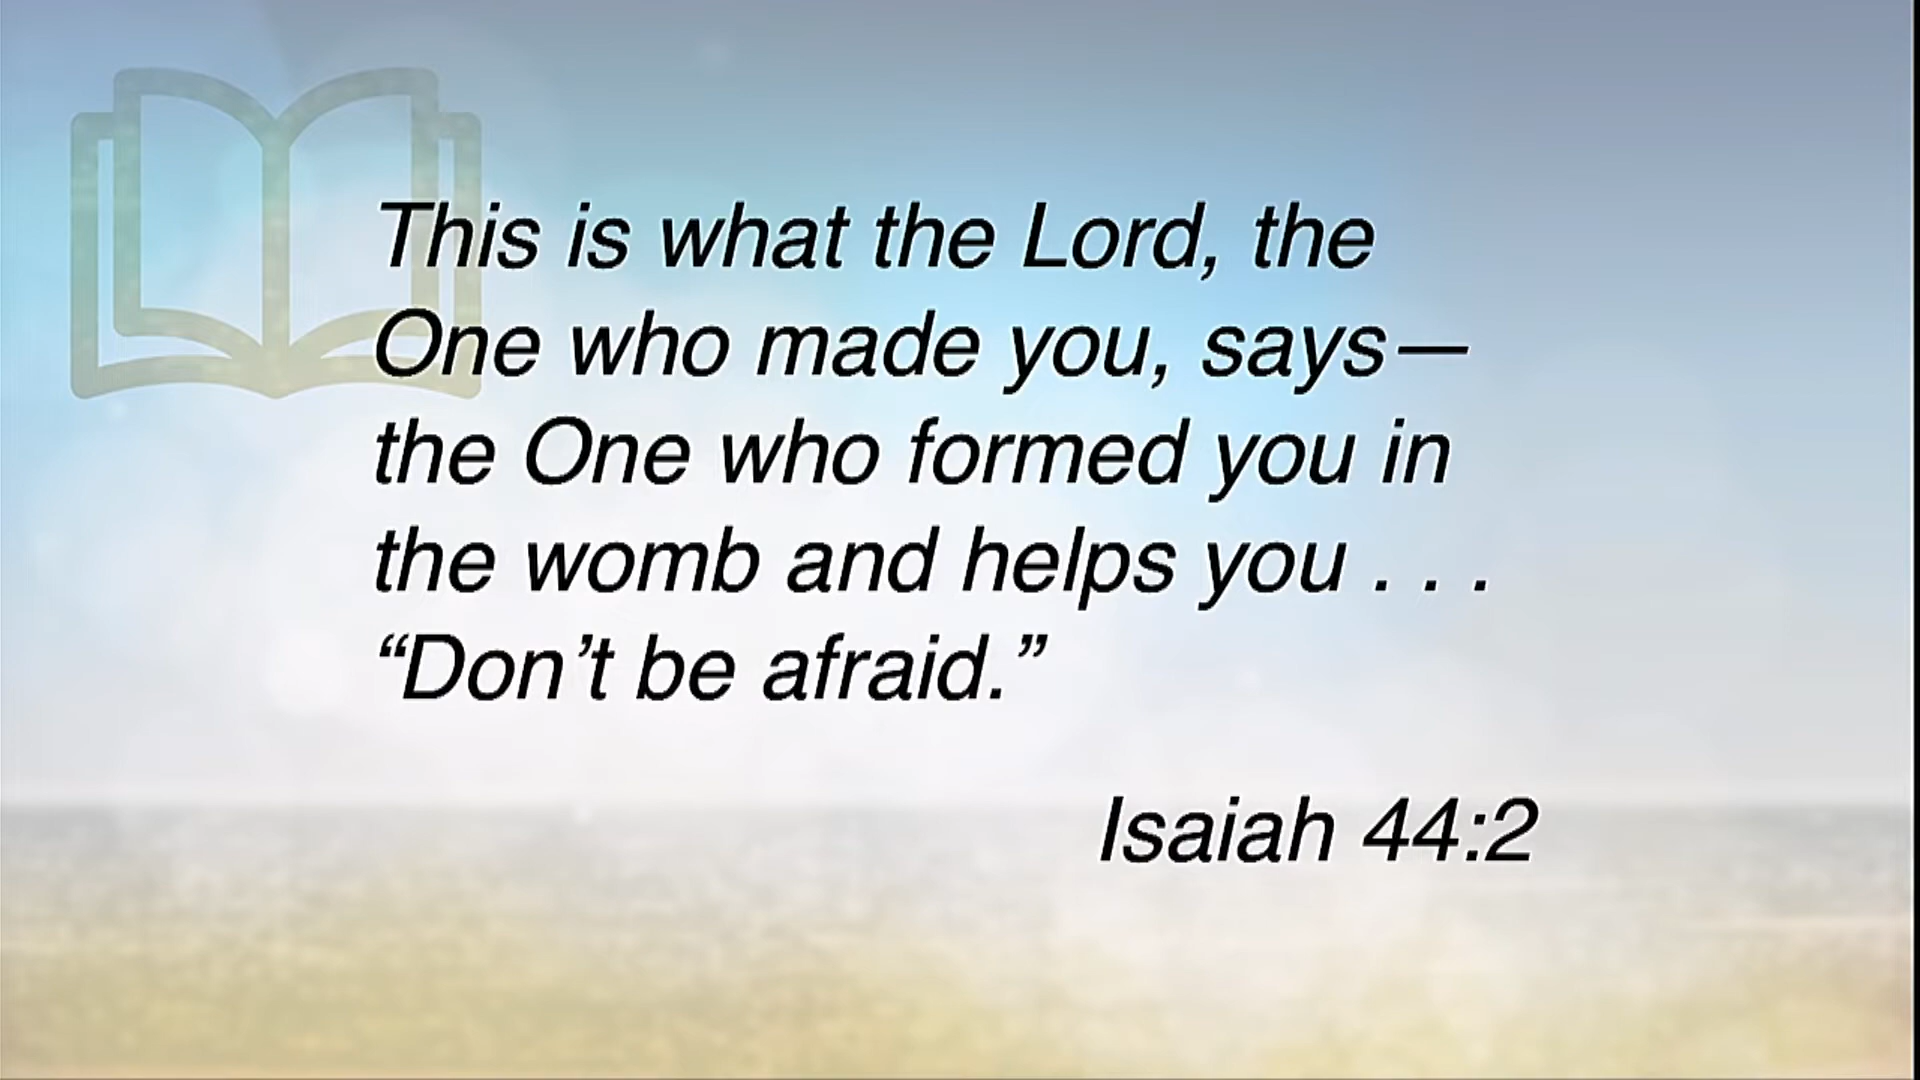 This is what the Lord, the
One who made you, says—
the One who formed you in
the womb and helps you . . .
“Don’t be afraid.”
Isaiah 44:2